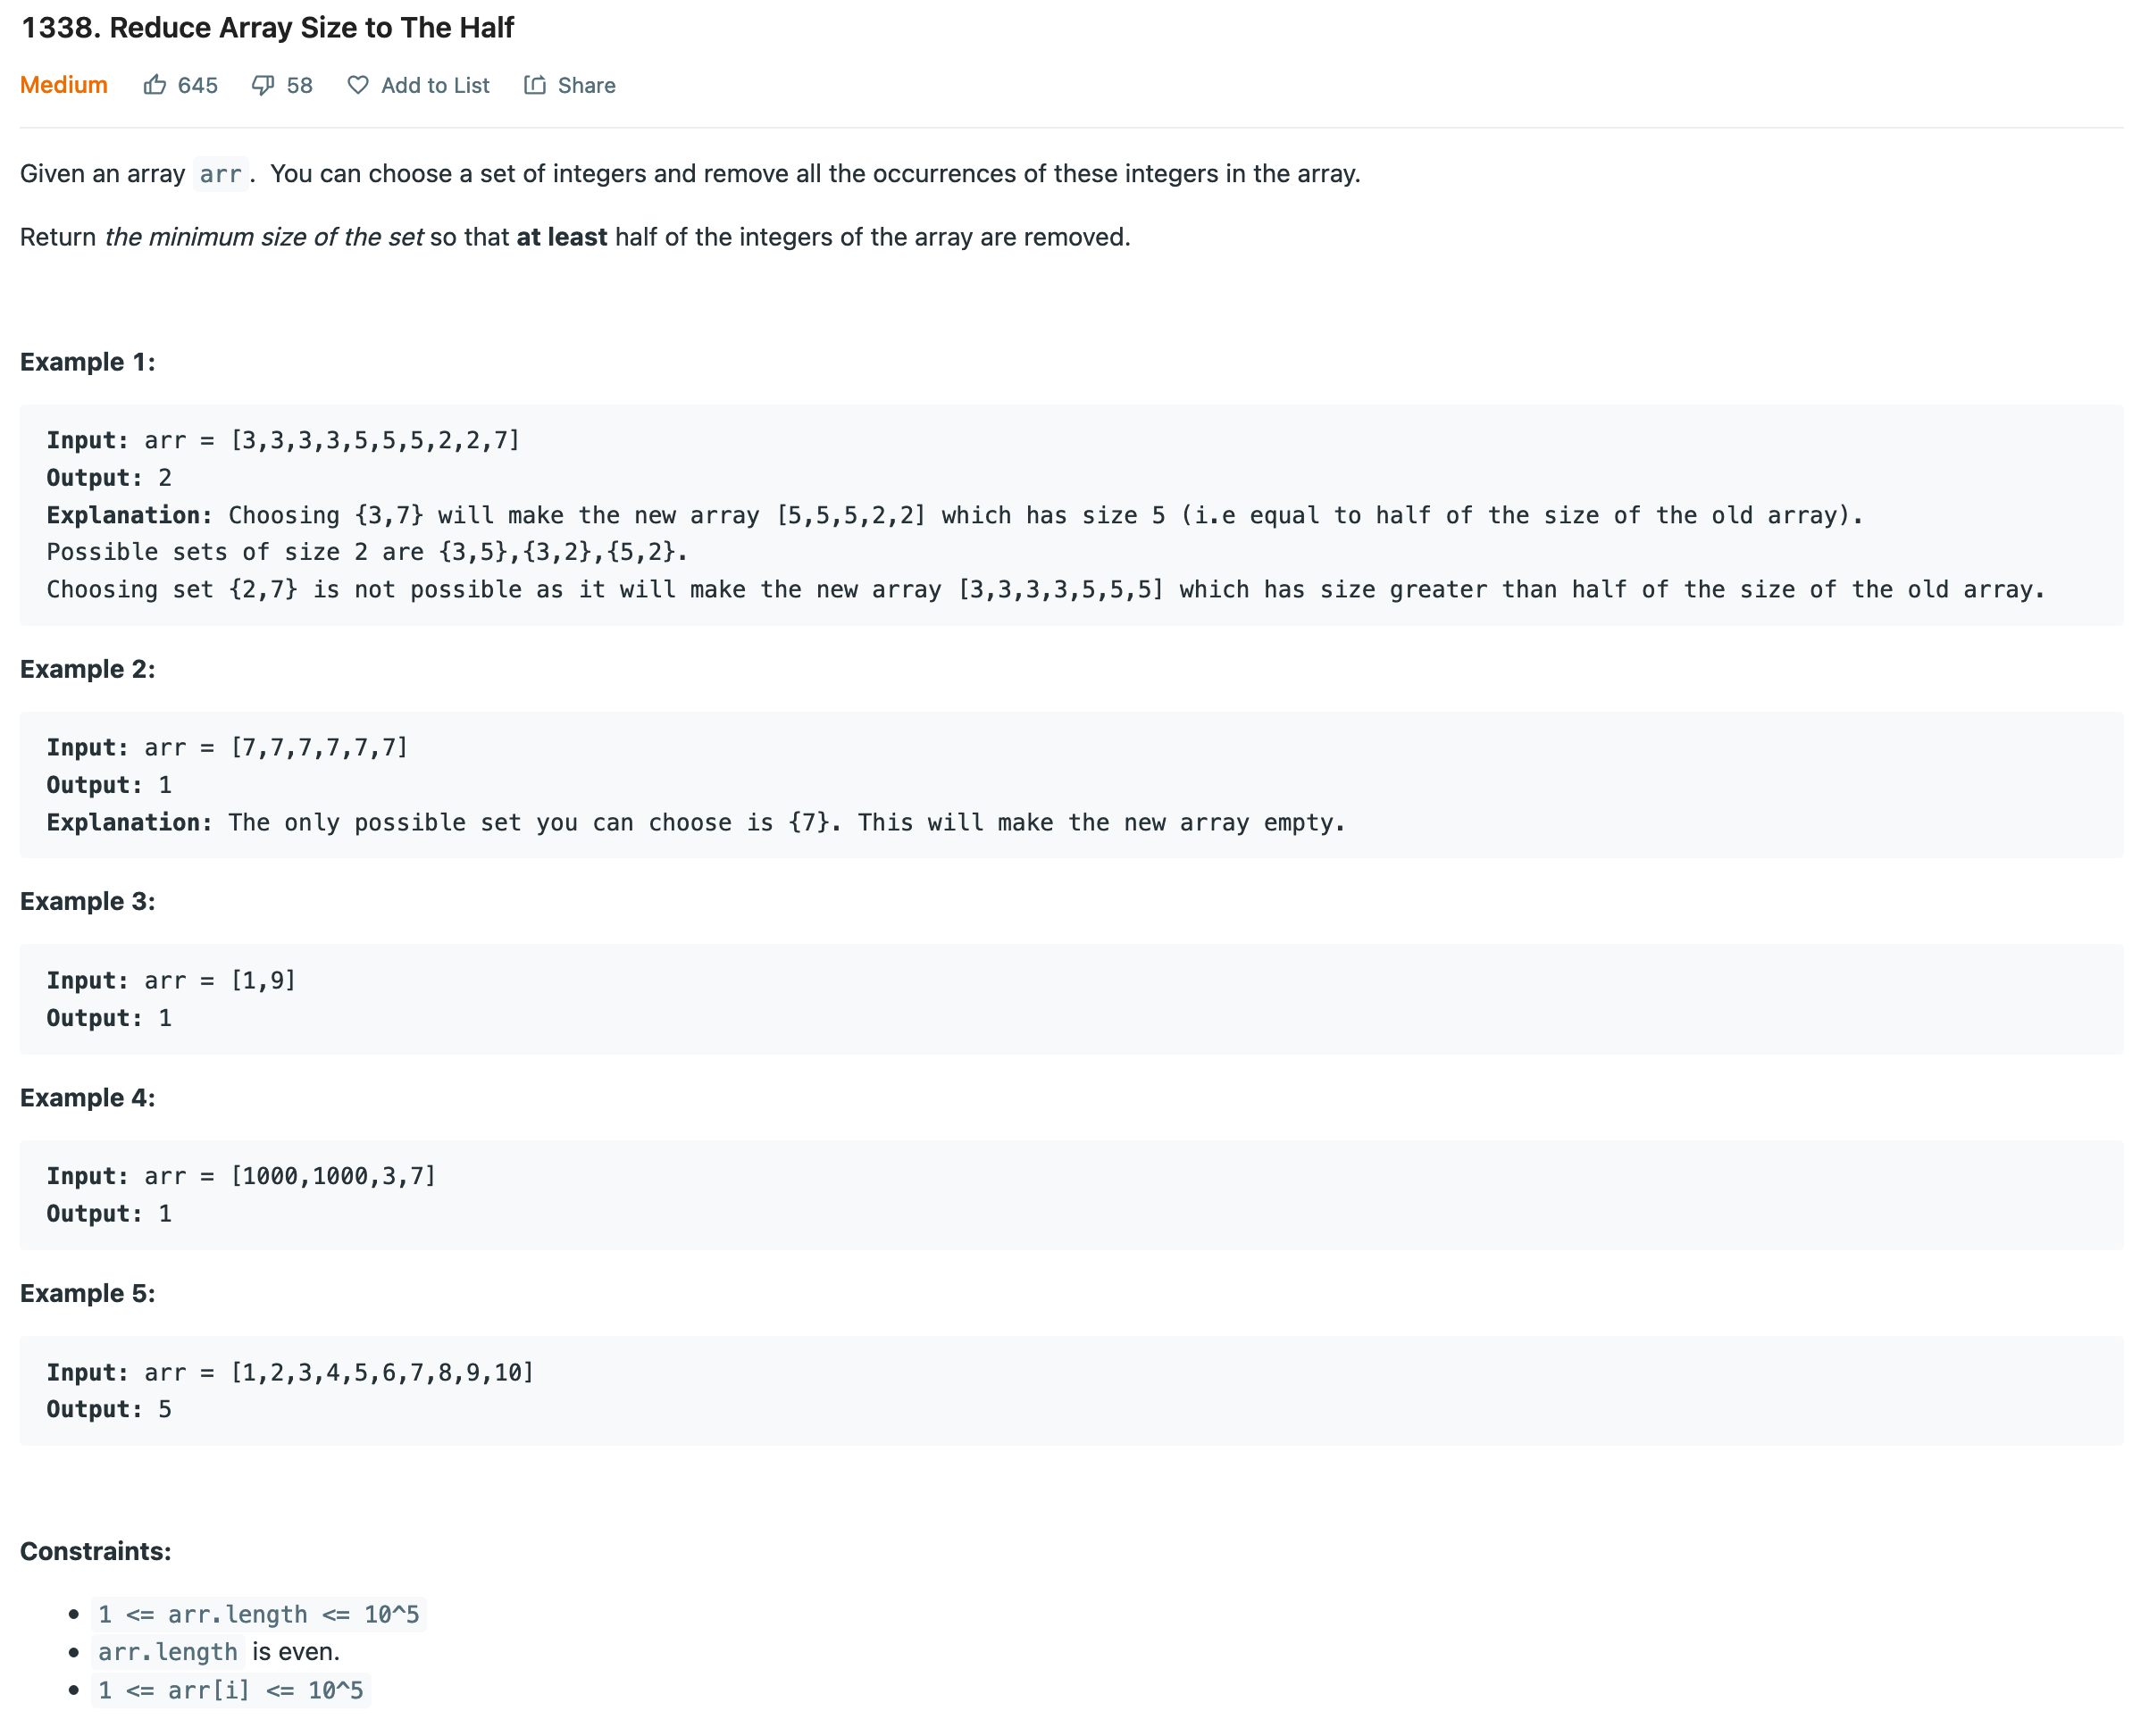 1338. Reduce Array Size to The Half
Medium 645 58 Add to List Share
Given an array arr. You can choose a set of integers and remove all the occurrences of these integers in the array.
Return the minimum size of the set so that at least half of the integers of the array are removed.
Example 1:
Input: arr = [3,3,3,3,5,5,5,2,2,7]
Output: 2
Explanation: Choosing {3,7} will make the new array [5,5,5,2,2] which has size 5 (i.e equal to half of the size of the old array).
Possible sets of size 2 are {3,5},{3,2},{5,2}.
Choosing set {2,7} is not possible as it will make the new array [3,3,3,3,5,5,5] which has size greater than half of the size of the old array.
Example 2:
Input: arr = [7,7,7,7,7,7]
Output: 1
Explanation: The only possible set you can choose is {7}. This will make the new array empty.
Example 3:
Input: arr = [1,9]
Output: 1
Example 4:
Input: arr = [1000,1000,3,7]
Output: 1
Example 5:
Input: arr = [1,2,3,4,5,6,7,8,9,10]
Output: 5
Constraints:
• 1 <= arr.length <= 10^5
• arr.length is even.
• 1 <= arr[i] <= 10^5